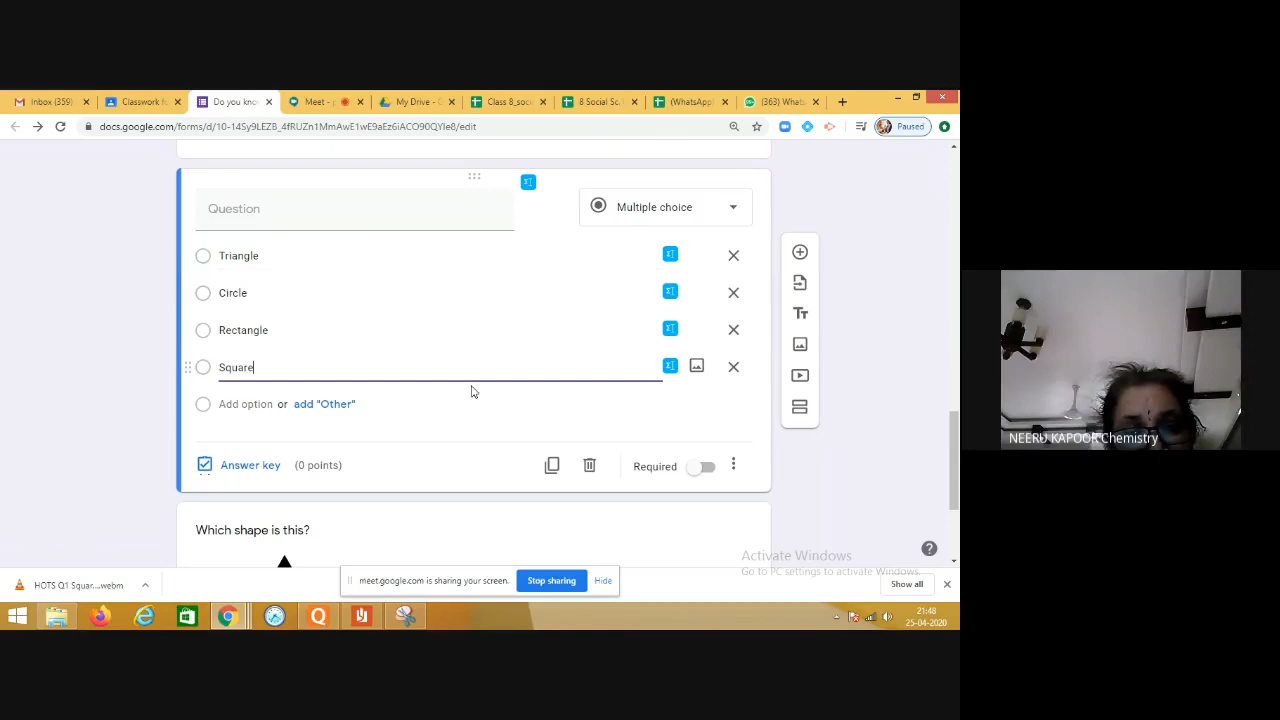 Inbox (359)
Classwork fo
Do you kno
Meet - p
My Drive - G
Class 8_soci
8 Social Sc.
(WhatsApp
(363) Whats
docs.google.com/forms/d/10-14Sy9LEZB_4fRUZn1MmAwE1wE9aEz6iACO90QYle8/edit
Paused
Question
Multiple choice
Triangle
Circle
Rectangle
Square
Add option or add "Other"
Answer key (0 points)
Required
Which shape is this?
Activate Windows
Go to PC settings to activate Windows.
HOTS Q1 Squar....webm
meet.google.com is sharing your screen.
Stop sharing
Hide
Show all
21:48
25-04-2020
NEERU KAPOOR Chemistry